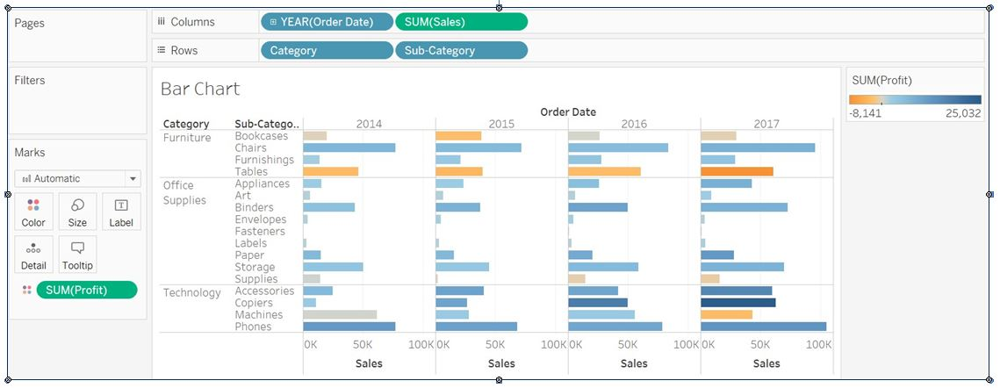 Pages
Columns
YEAR(Order Date)
SUM(Sales)
Rows
Category
Sub-Category
Filters
Marks
Automatic
Color
Size
Label
Detail
Tooltip
SUM(Profit)
Bar Chart
Order Date
Category Sub-Catego.. 2014 2015 2016 2017
Furniture Bookcases
Chairs
Furnishings
Tables
Office Appliances
Supplies Art
Binders
Envelopes
Fasteners
Labels
Paper
Storage
Supplies
Technology Accessories
Copiers
Machines
Phones
0K 50K 100K 0K 50K 100K 0K 50K 100K 0K 50K 100K
Sales Sales Sales Sales
SUM(Profit)
-8,141 25,032